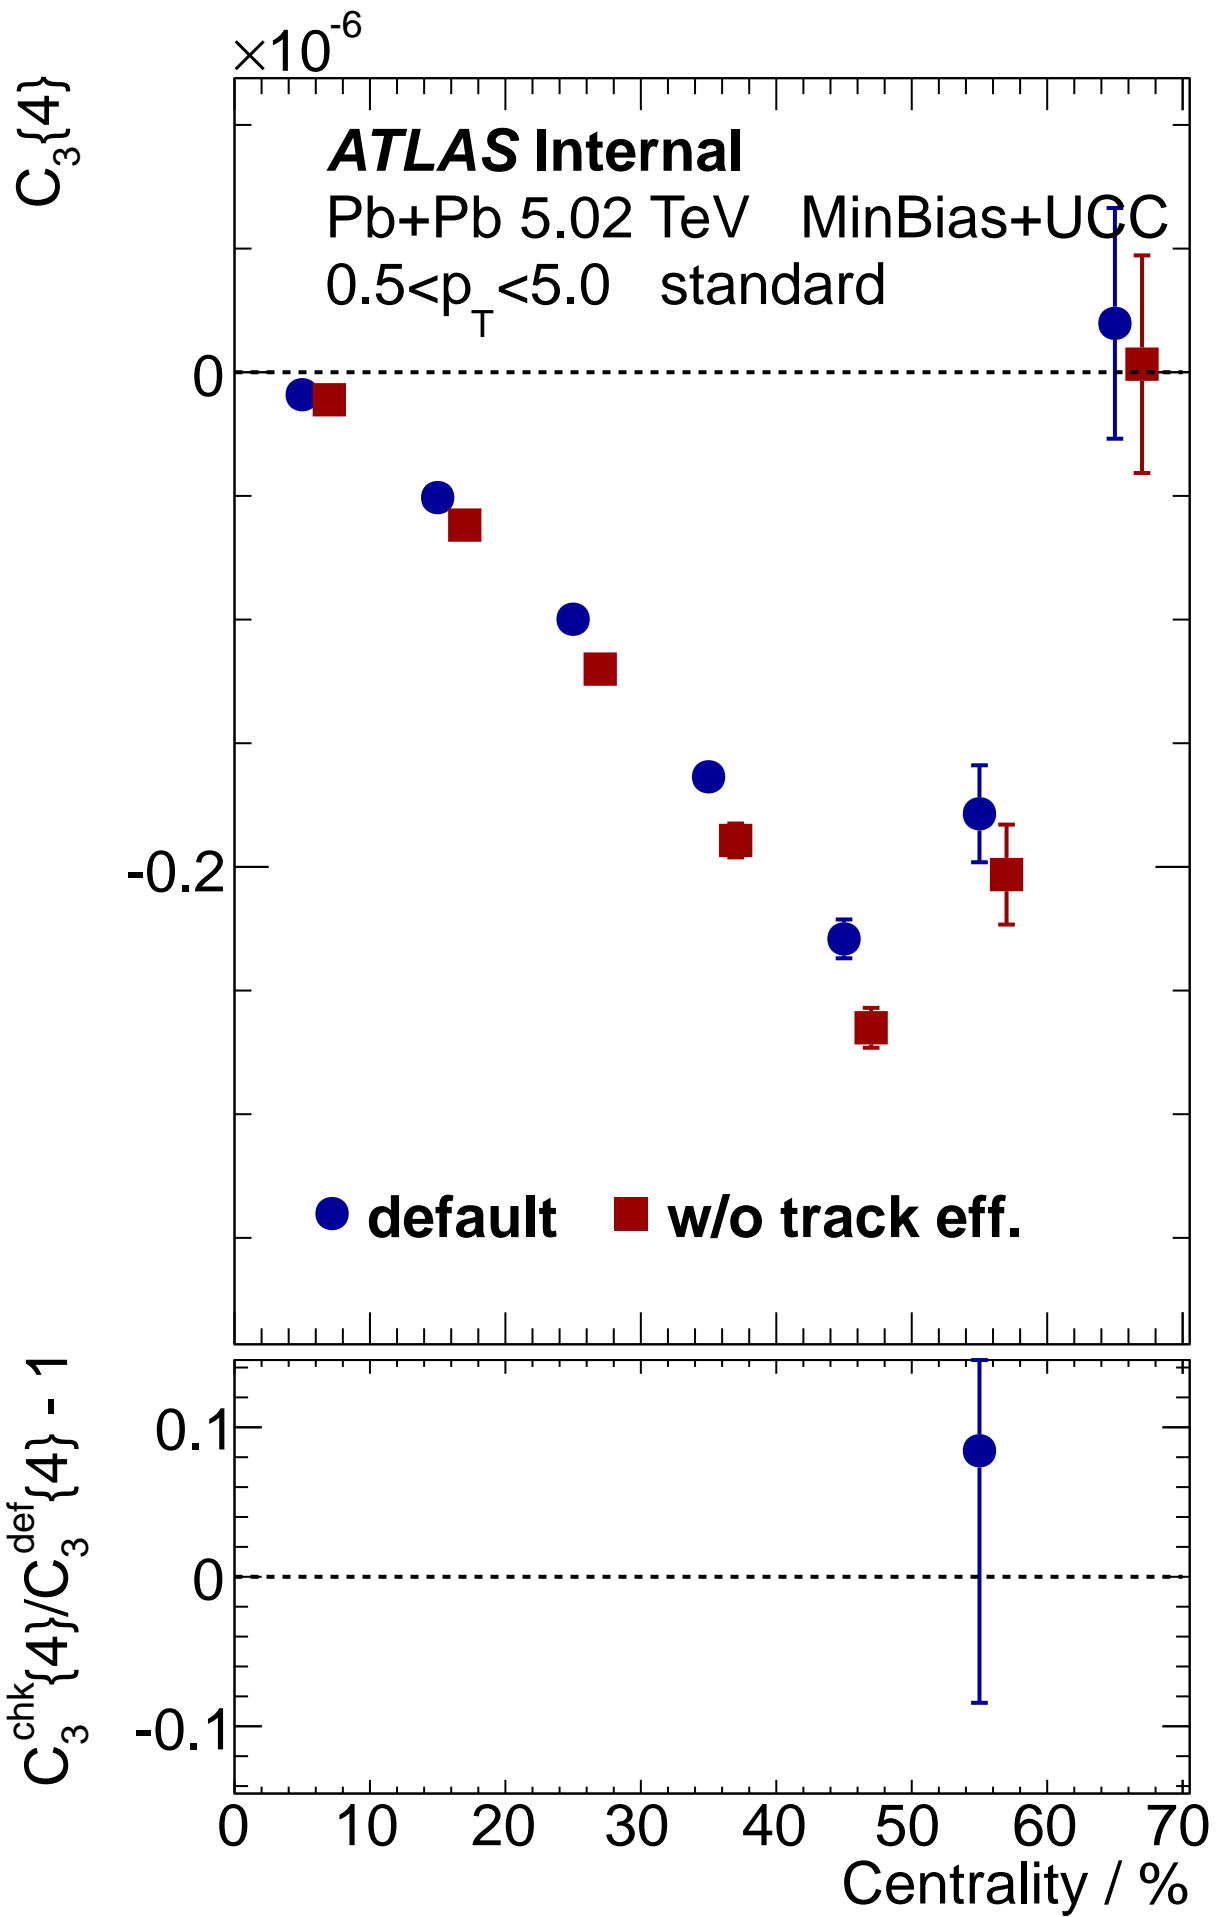 ×10^-6
C_3{4}
ATLAS Internal
Pb+Pb 5.02 TeV MinBias+UCC
0.5<p_T<5.0 standard
0
-0.2
default w/o track eff.
C_3^chk{4}/C_3^def{4} - 1
0.1
0
-0.1
0 10 20 30 40 50 60 70
Centrality / %